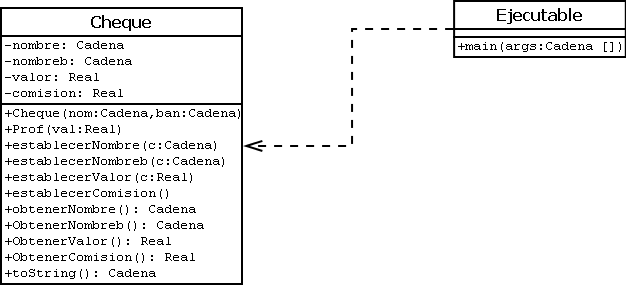 Cheque
-nombre: Cadena
-nombreb: Cadena
-valor: Real
-comision: Real
+Cheque(nom:Cadena,ban:Cadena)
+Prof(val:Real)
+establecerNombre(c:Cadena)
+establecerNombreb(c:Cadena)
+establecerValor(c:Real)
+establecerComision()
+obtenerNombre(): Cadena
+ObtenerNombreb(): Cadena
+ObtenerValor(): Real
+ObtenerComision(): Real
+toString(): Cadena
Ejecutable
+main(args:Cadena [])